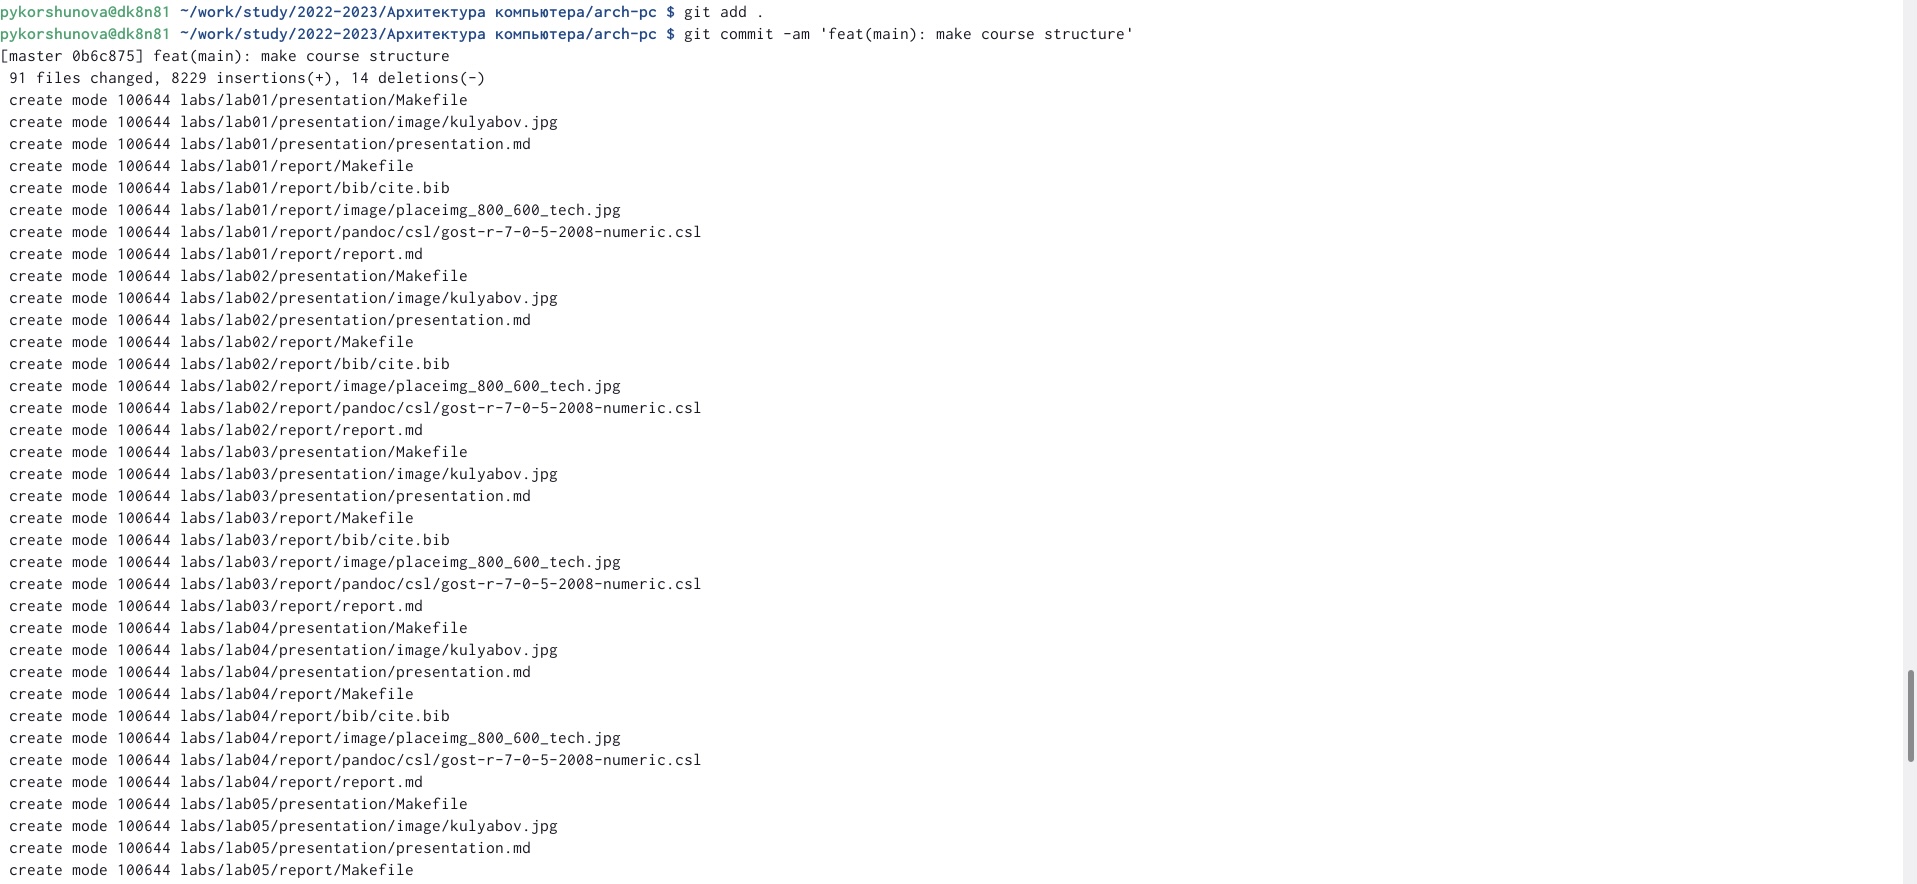 pykorshunova@dk8n81 ~/work/study/2022-2023/Архитектура компьютера/arch-pc $ git add .
pykorshunova@dk8n81 ~/work/study/2022-2023/Архитектура компьютера/arch-pc $ git commit -am 'feat(main): make course structure'
[master 0b6c875] feat(main): make course structure
 91 files changed, 8229 insertions(+), 14 deletions(-)
 create mode 100644 labs/lab01/presentation/Makefile
 create mode 100644 labs/lab01/presentation/image/kulyabov.jpg
 create mode 100644 labs/lab01/presentation/presentation.md
 create mode 100644 labs/lab01/report/Makefile
 create mode 100644 labs/lab01/report/bib/cite.bib
 create mode 100644 labs/lab01/report/image/placeimg_800_600_tech.jpg
 create mode 100644 labs/lab01/report/pandoc/csl/gost-r-7-0-5-2008-numeric.csl
 create mode 100644 labs/lab01/report/report.md
 create mode 100644 labs/lab02/presentation/Makefile
 create mode 100644 labs/lab02/presentation/image/kulyabov.jpg
 create mode 100644 labs/lab02/presentation/presentation.md
 create mode 100644 labs/lab02/report/Makefile
 create mode 100644 labs/lab02/report/bib/cite.bib
 create mode 100644 labs/lab02/report/image/placeimg_800_600_tech.jpg
 create mode 100644 labs/lab02/report/pandoc/csl/gost-r-7-0-5-2008-numeric.csl
 create mode 100644 labs/lab02/report/report.md
 create mode 100644 labs/lab03/presentation/Makefile
 create mode 100644 labs/lab03/presentation/image/kulyabov.jpg
 create mode 100644 labs/lab03/presentation/presentation.md
 create mode 100644 labs/lab03/report/Makefile
 create mode 100644 labs/lab03/report/bib/cite.bib
 create mode 100644 labs/lab03/report/image/placeimg_800_600_tech.jpg
 create mode 100644 labs/lab03/report/pandoc/csl/gost-r-7-0-5-2008-numeric.csl
 create mode 100644 labs/lab03/report/report.md
 create mode 100644 labs/lab04/presentation/Makefile
 create mode 100644 labs/lab04/presentation/image/kulyabov.jpg
 create mode 100644 labs/lab04/presentation/presentation.md
 create mode 100644 labs/lab04/report/Makefile
 create mode 100644 labs/lab04/report/bib/cite.bib
 create mode 100644 labs/lab04/report/image/placeimg_800_600_tech.jpg
 create mode 100644 labs/lab04/report/pandoc/csl/gost-r-7-0-5-2008-numeric.csl
 create mode 100644 labs/lab04/report/report.md
 create mode 100644 labs/lab05/presentation/Makefile
 create mode 100644 labs/lab05/presentation/image/kulyabov.jpg
 create mode 100644 labs/lab05/presentation/presentation.md
 create mode 100644 labs/lab05/report/Makefile